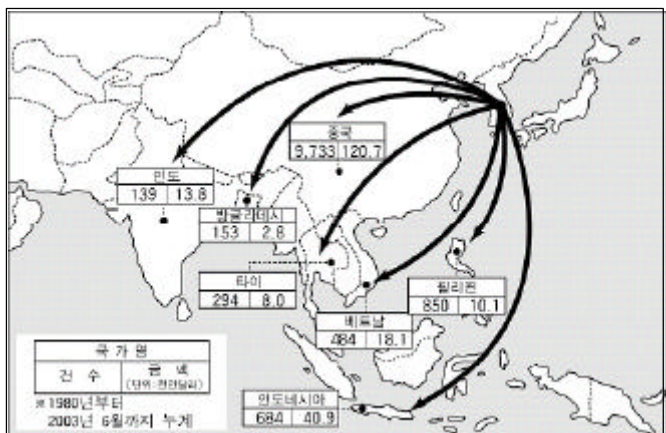 중국
9,733 120.7
인도
139 13.8
방글라데시
153 2.8
타이
294 8.0
필리핀
850 10.1
베트남
484 18.1
인도네시아
684 40.9
국 가 명
건 수 금 액
(단위:천만달러)
※1980년부터
2003년 6월까지 누계